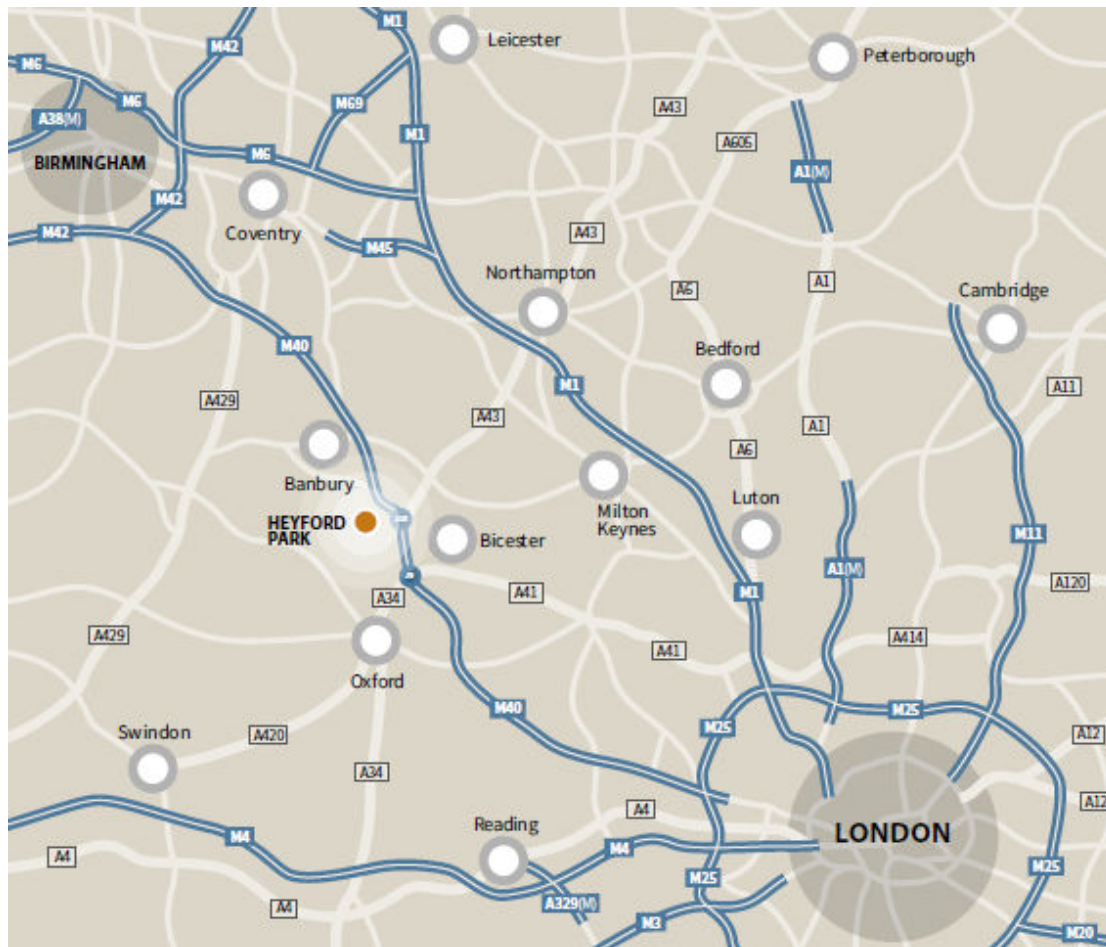 M1
Leicester
M42
Peterborough
M6
M6
M69
A43
A38(M)
M1
A605
BIRMINGHAM
M6
A1(M)
M42
Coventry
M42
M45
A43
Northampton
A6
A1
Cambridge
M40
Bedford
M1
A11
A429
A43
A1
Banbury
A6
Milton
Keynes
Luton
HEYFORD
PARK
Bicester
M11
A34
A41
M1
A1(M)
A120
A429
A41
A414
Oxford
M40
M25
M25
Swindon
A420
A12
A34
A4
A12
Reading
LONDON
M4
M4
A4
M25
M25
A4
A329(M)
M3
M20